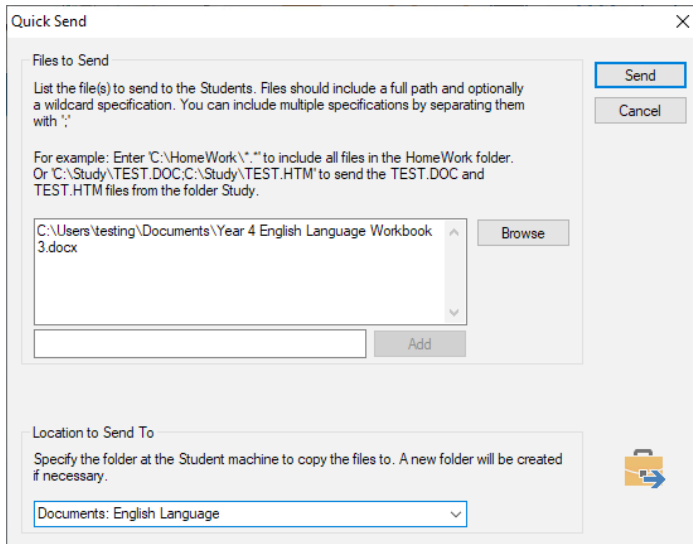 Quick Send
Files to Send
List the file(s) to send to the Students. Files should include a full path and optionally
a wildcard specification. You can include multiple specifications by separating them
with ';'
For example: Enter 'C:\HomeWork\*.*' to include all files in the HomeWork folder.
Or 'C:\Study\TEST.DOC;C:\Study\TEST.HTM' to send the TEST.DOC and
TEST.HTM files from the folder Study.
C:\Users\testing\Documents\Year 4 English Language Workbook
3.docx
Browse
Add
Send
Cancel
Location to Send To
Specify the folder at the Student machine to copy the files to. A new folder will be created
if necessary.
Documents: English Language